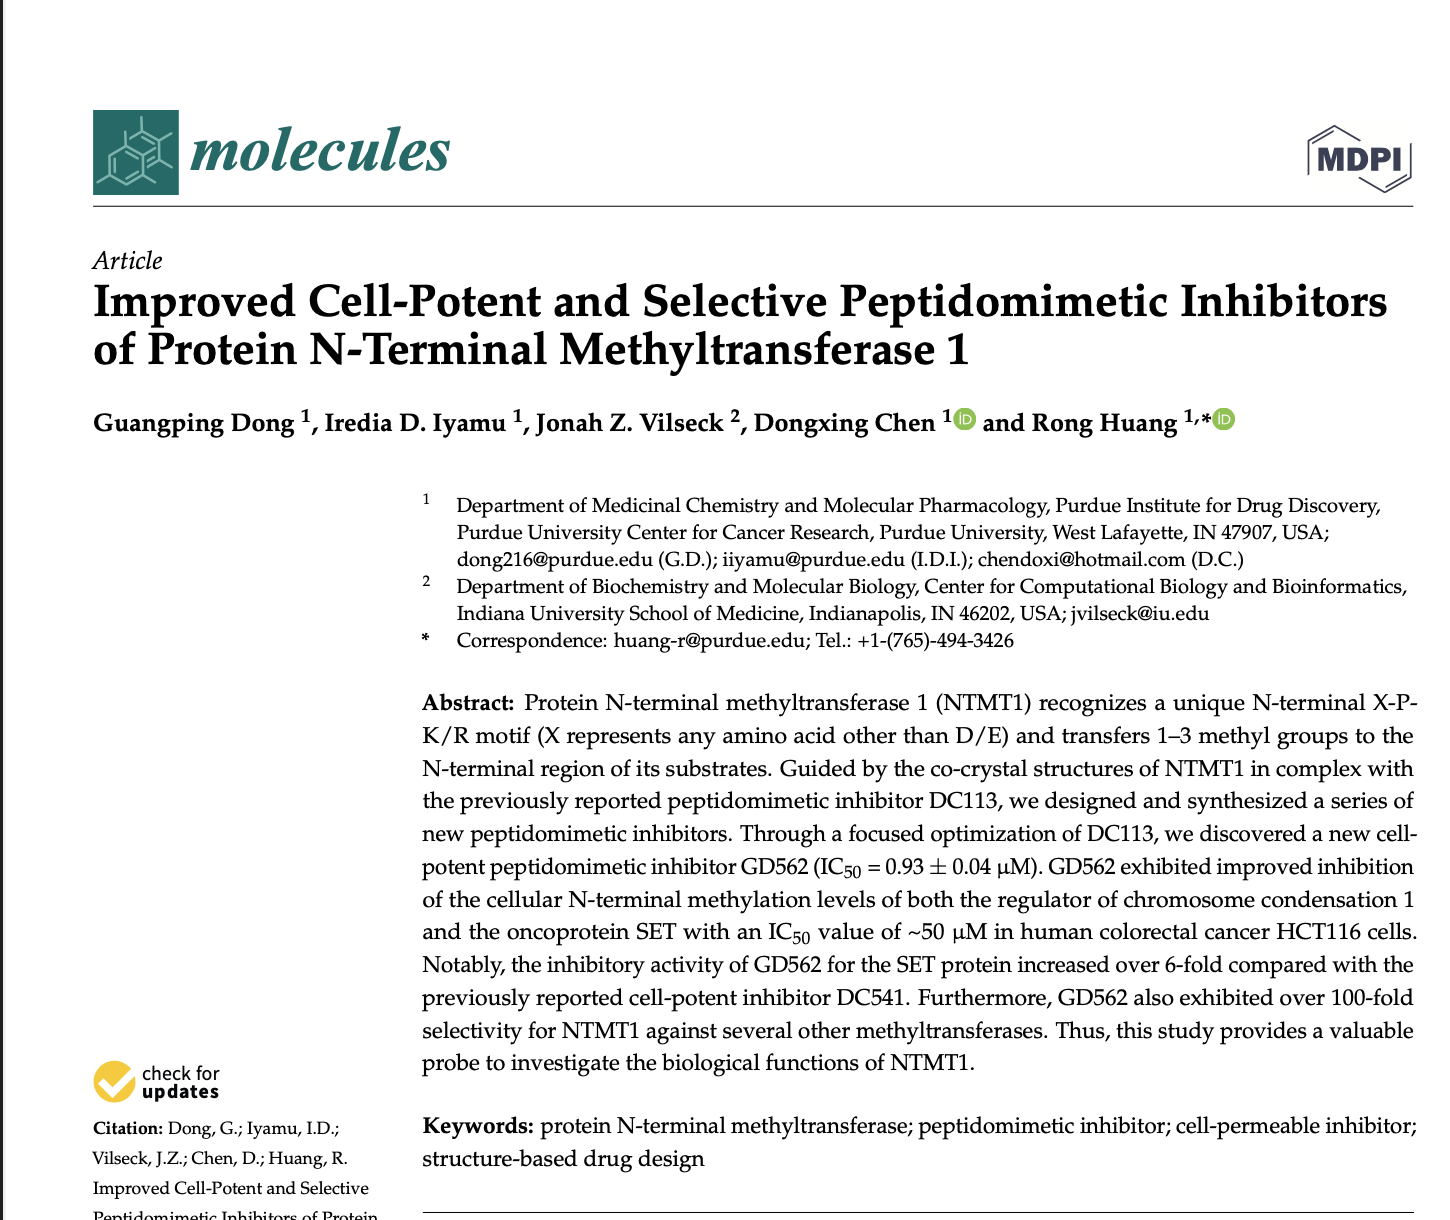 molecules
MDPI
Article
Improved Cell-Potent and Selective Peptidomimetic Inhibitors
of Protein N-Terminal Methyltransferase 1
Guangping Dong 1, Iredia D. Iyamu 1, Jonah Z. Vilseck 2, Dongxing Chen 1 iD and Rong Huang 1,* iD
1 Department of Medicinal Chemistry and Molecular Pharmacology, Purdue Institute for Drug Discovery,
Purdue University Center for Cancer Research, Purdue University, West Lafayette, IN 47907, USA;
dong216@purdue.edu (G.D.); iiyamu@purdue.edu (I.D.I.); chendoxi@hotmail.com (D.C.)
2 Department of Biochemistry and Molecular Biology, Center for Computational Biology and Bioinformatics,
Indiana University School of Medicine, Indianapolis, IN 46202, USA; jvilseck@iu.edu
* Correspondence: huang-r@purdue.edu; Tel.: +1-(765)-494-3426
Abstract: Protein N-terminal methyltransferase 1 (NTMT1) recognizes a unique N-terminal X-P-
K/R motif (X represents any amino acid other than D/E) and transfers 1–3 methyl groups to the
N-terminal region of its substrates. Guided by the co-crystal structures of NTMT1 in complex with
the previously reported peptidomimetic inhibitor DC113, we designed and synthesized a series of
new peptidomimetic inhibitors. Through a focused optimization of DC113, we discovered a new cell-
potent peptidomimetic inhibitor GD562 (IC50 = 0.93 ± 0.04 µM). GD562 exhibited improved inhibition
of the cellular N-terminal methylation levels of both the regulator of chromosome condensation 1
and the oncoprotein SET with an IC50 value of ~50 µM in human colorectal cancer HCT116 cells.
Notably, the inhibitory activity of GD562 for the SET protein increased over 6-fold compared with the
previously reported cell-potent inhibitor DC541. Furthermore, GD562 also exhibited over 100-fold
selectivity for NTMT1 against several other methyltransferases. Thus, this study provides a valuable
probe to investigate the biological functions of NTMT1.
Keywords: protein N-terminal methyltransferase; peptidomimetic inhibitor; cell-permeable inhibitor;
structure-based drug design
check for
updates
Citation: Dong, G.; Iyamu, I.D.;
Vilseck, J.Z.; Chen, D.; Huang, R.
Improved Cell-Potent and Selective
Peptidomimetic Inhibitors of Protein